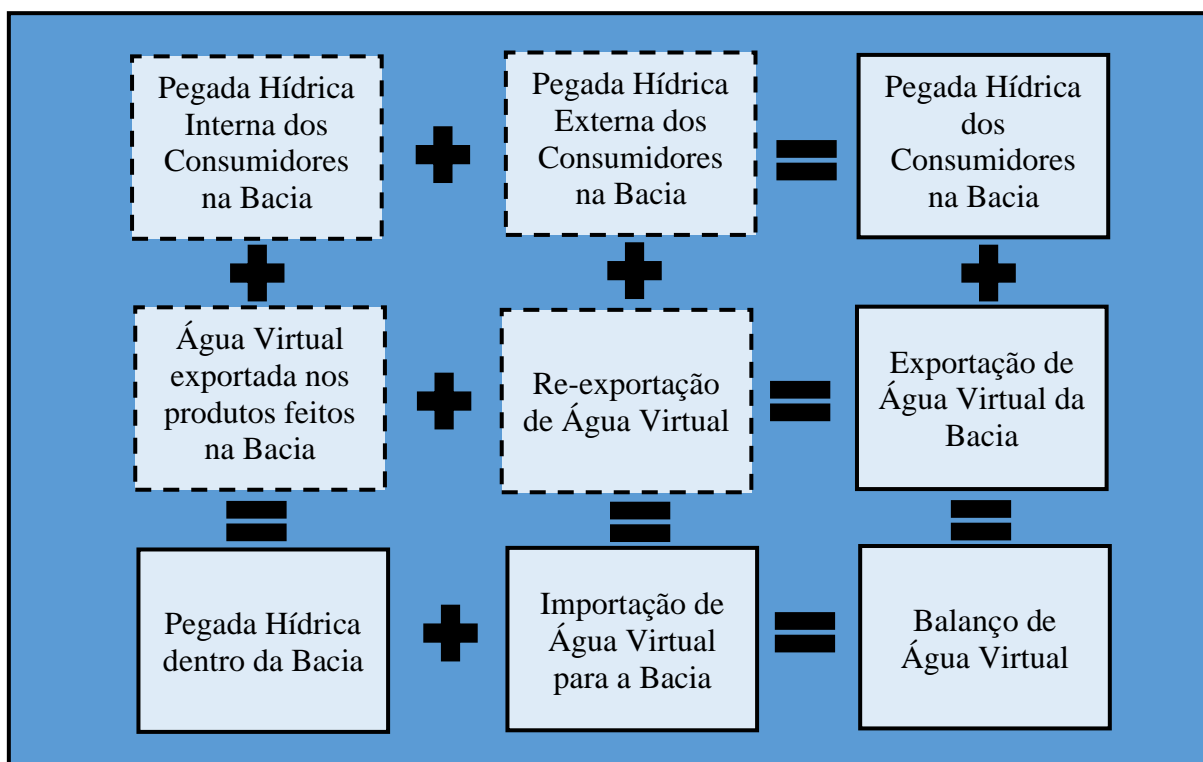 Pegada Hídrica
Interna dos
Consumidores
na Bacia
Pegada Hídrica
Externa dos
Consumidores
na Bacia
Pegada Hídrica
dos
Consumidores
na Bacia
Água Virtual
exportada nos
produtos feitos
na Bacia
Re-exportação
de Água Virtual
Exportação de
Água Virtual da
Bacia
Pegada Hídrica
dentro da Bacia
Importação de
Água Virtual
para a Bacia
Balanço de
Água Virtual